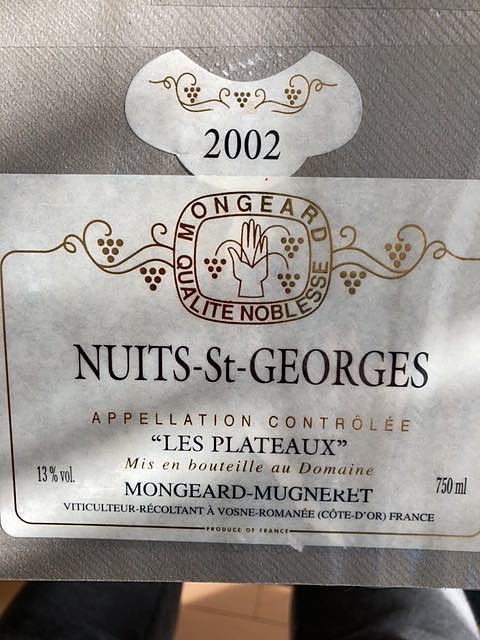 2002
MONGEARD
QUALITE NOBLESSE
NUITS-St-GEORGES
APPELLATION CONTRÔLÉE
“LES PLATEAUX”
Mis en bouteille au Domaine
13 % vol.
750 ml
MONGEARD-MUGNERET
VITICULTEUR-RÉCOLTANT À VOSNE-ROMANÉE (CÔTE-D'OR) FRANCE
PRODUCE OF FRANCE